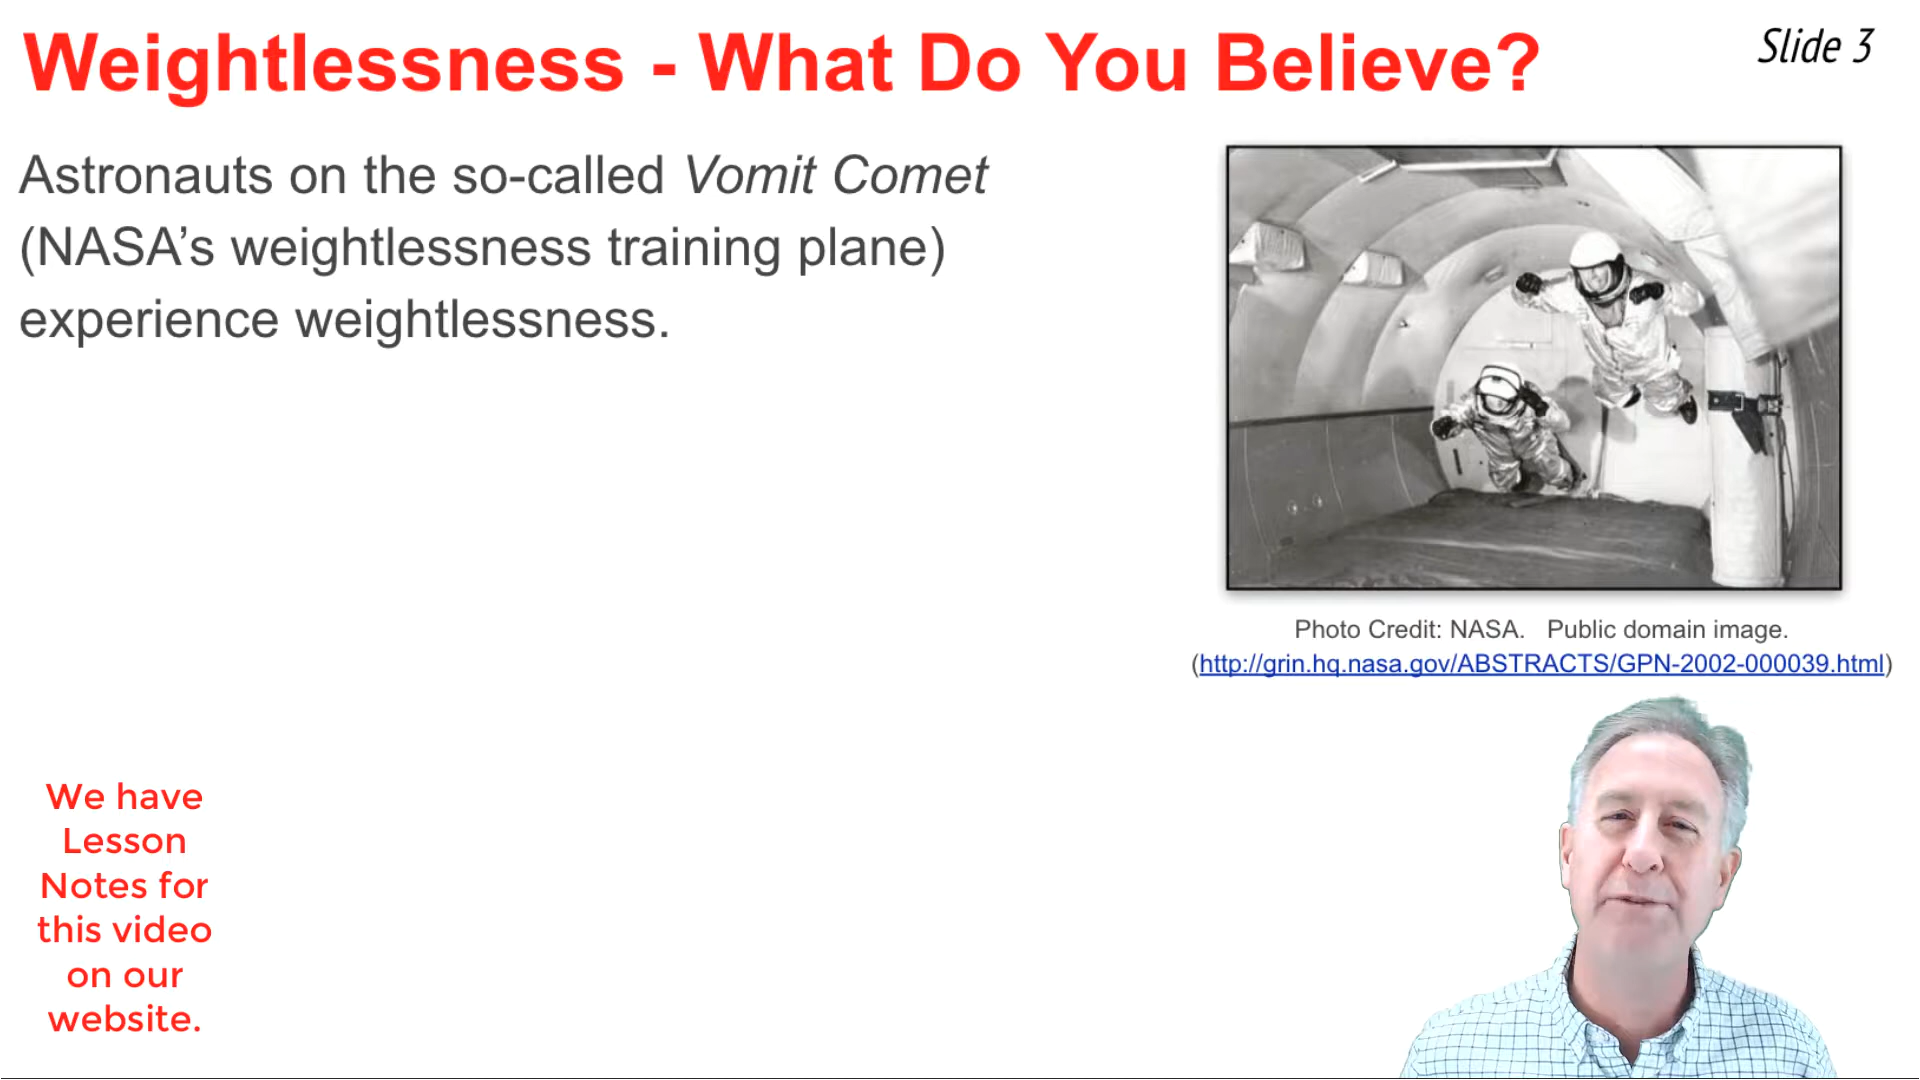 Weightlessness - What Do You Believe?
Slide 3
Astronauts on the so-called Vomit Comet
(NASA’s weightlessness training plane)
experience weightlessness.
Photo Credit: NASA.   Public domain image.
(http://grin.hq.nasa.gov/ABSTRACTS/GPN-2002-000039.html)
We have
Lesson
Notes for
this video
on our
website.